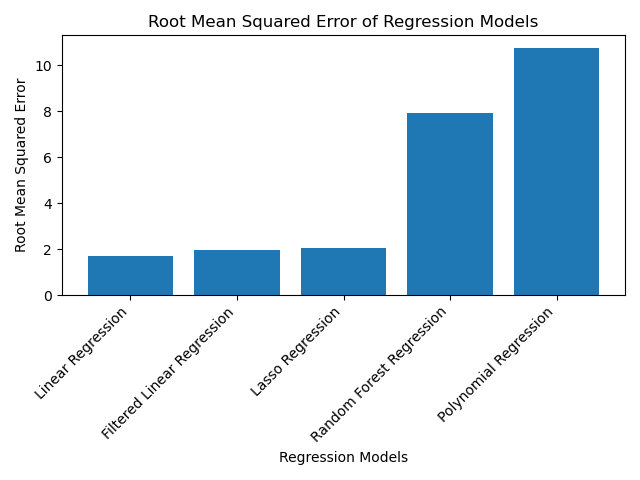 Root Mean Squared Error of Regression Models
Root Mean Squared Error
10
8
6
4
2
0
Linear Regression
Filtered Linear Regression
Lasso Regression
Random Forest Regression
Polynomial Regression
Regression Models